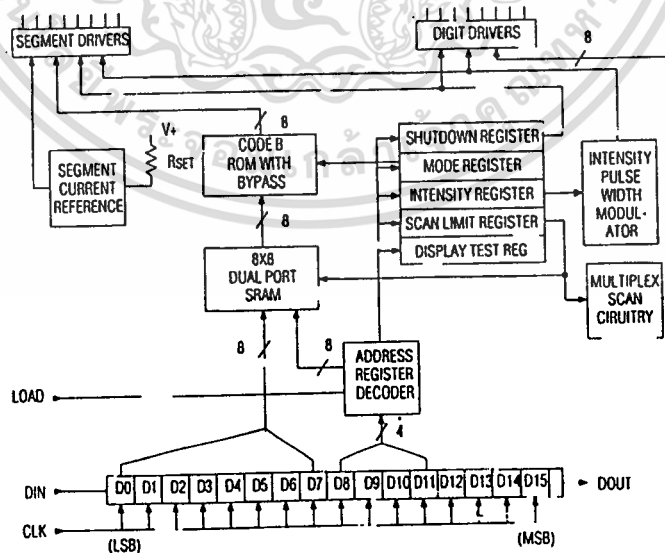 SEGMENT DRIVERS
DIGIT DRIVERS
8
8
V+
RSET
SEGMENT
CURRENT
REFERENCE
CODE B
ROM WITH
BYPASS
SHUTDOWN REGISTER
MODE REGISTER
INTENSITY REGISTER
SCAN LIMIT REGISTER
DISPLAY TEST REG
INTENSITY
PULSE
WIDTH
MODUL-
ATOR
8
8X8
DUAL PORT
SRAM
MULTIPLEX
SCAN
CIRUITRY
8
8
ADDRESS
REGISTER
DECODER
LOAD
4
DIN
D0 D1 D2 D3 D4 D5 D6 D7 D8 D9 D10 D11 D12 D13 D14 D15
DOUT
CLK
(LSB)
(MSB)